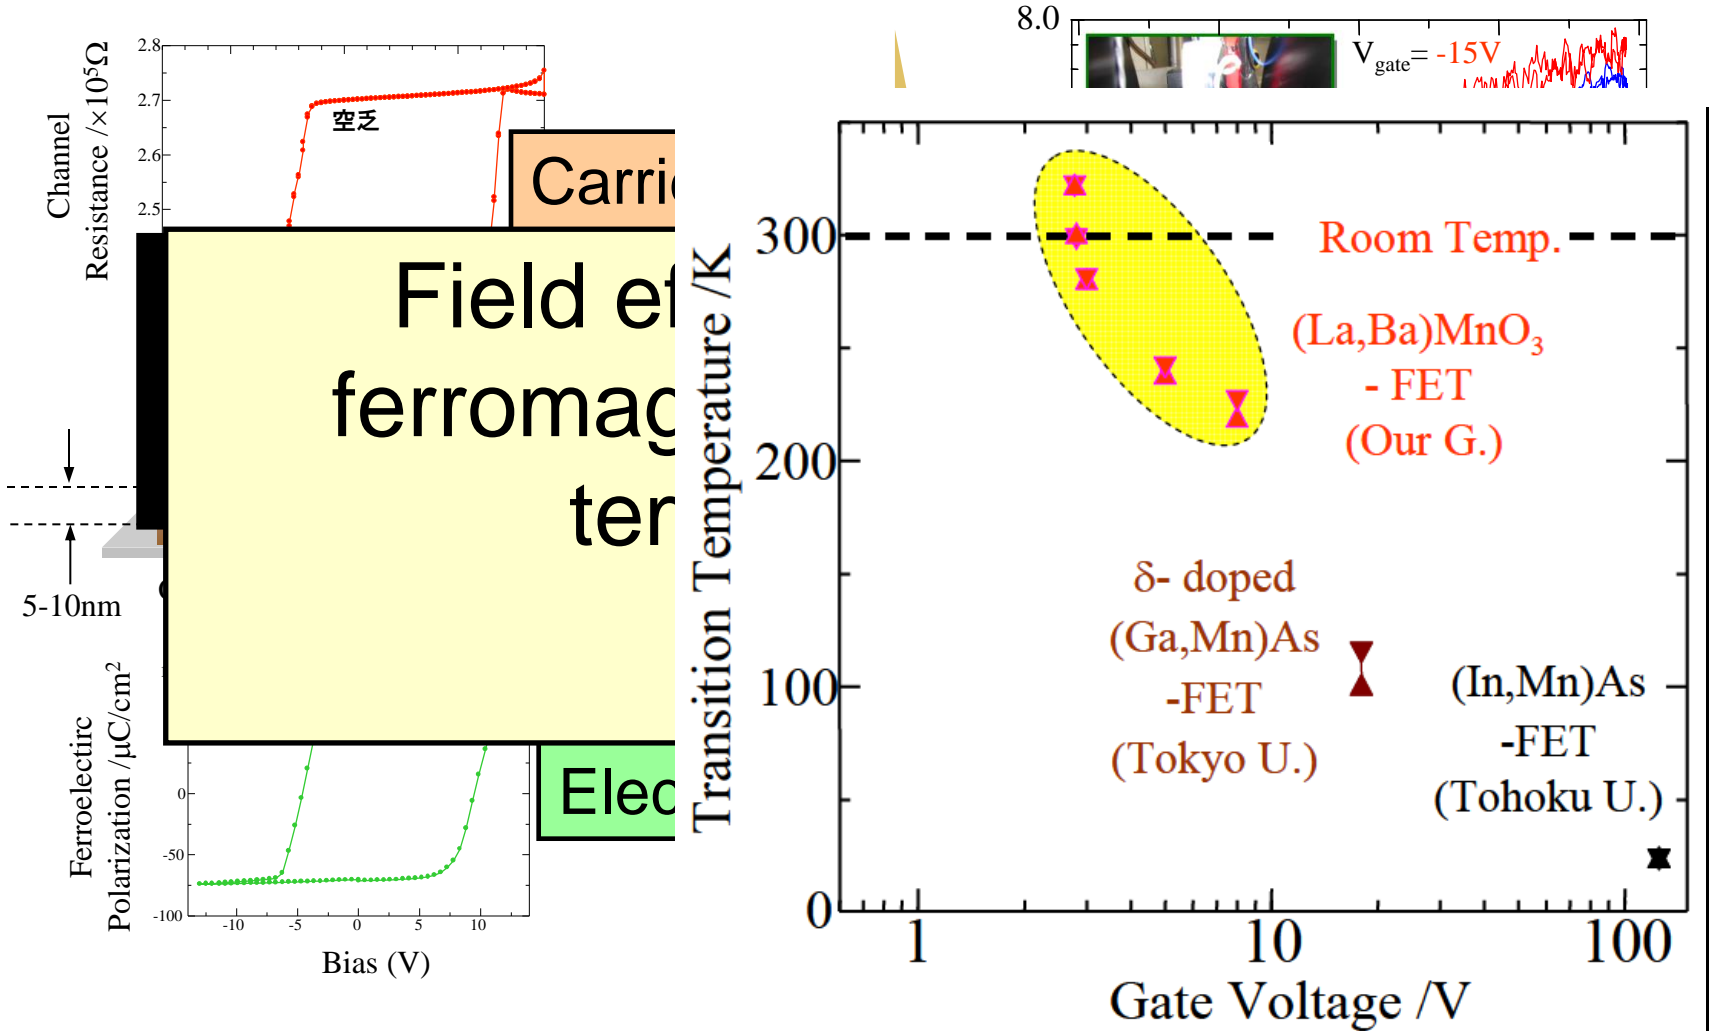 2.8
2.7
2.6
2.5
Channel
Resistance /×10⁵Ω
空乏
Carri
Field ef
ferromag
ter
5-10nm
Elec
0
-50
-100
-10
-5
0
5
10
Ferroelectirc
Polarization /μC/cm²
Bias (V)
8.0
V_gate= -15V
300
200
100
0
Transition Temperature /K
Room Temp.
(La,Ba)MnO₃
- FET
(Our G.)
δ- doped
(Ga,Mn)As
-FET
(Tokyo U.)
(In,Mn)As
-FET
(Tohoku U.)
1
10
100
Gate Voltage /V